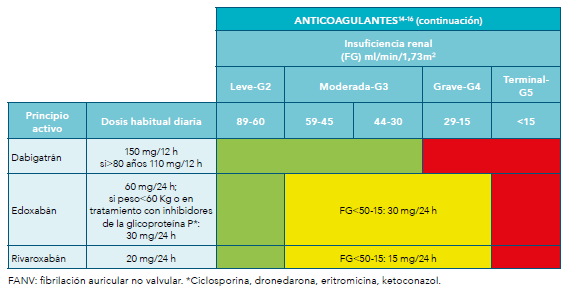 ANTICOAGULANTES¹⁴⁻¹⁶ (continuación)
Insuficiencia renal
(FG) ml/min/1,73m²
Leve-G2
Moderada-G3
Grave-G4
Terminal-
G5
Principio
activo
Dosis habitual diaria
89-60
59-45
44-30
29-15
<15
Dabigatrán
150 mg/12 h
si>80 años 110 mg/12 h
Edoxabán
60 mg/24 h;
si peso<60 Kg o en
tratamiento con inhibidores
de la glicoproteína P*:
30 mg/24 h
FG<50-15: 30 mg/24 h
Rivaroxabán
20 mg/24 h
FG<50-15: 15 mg/24 h
FANV: fibrilación auricular no valvular. *Ciclosporina, dronedarona, eritromicina, ketoconazol.